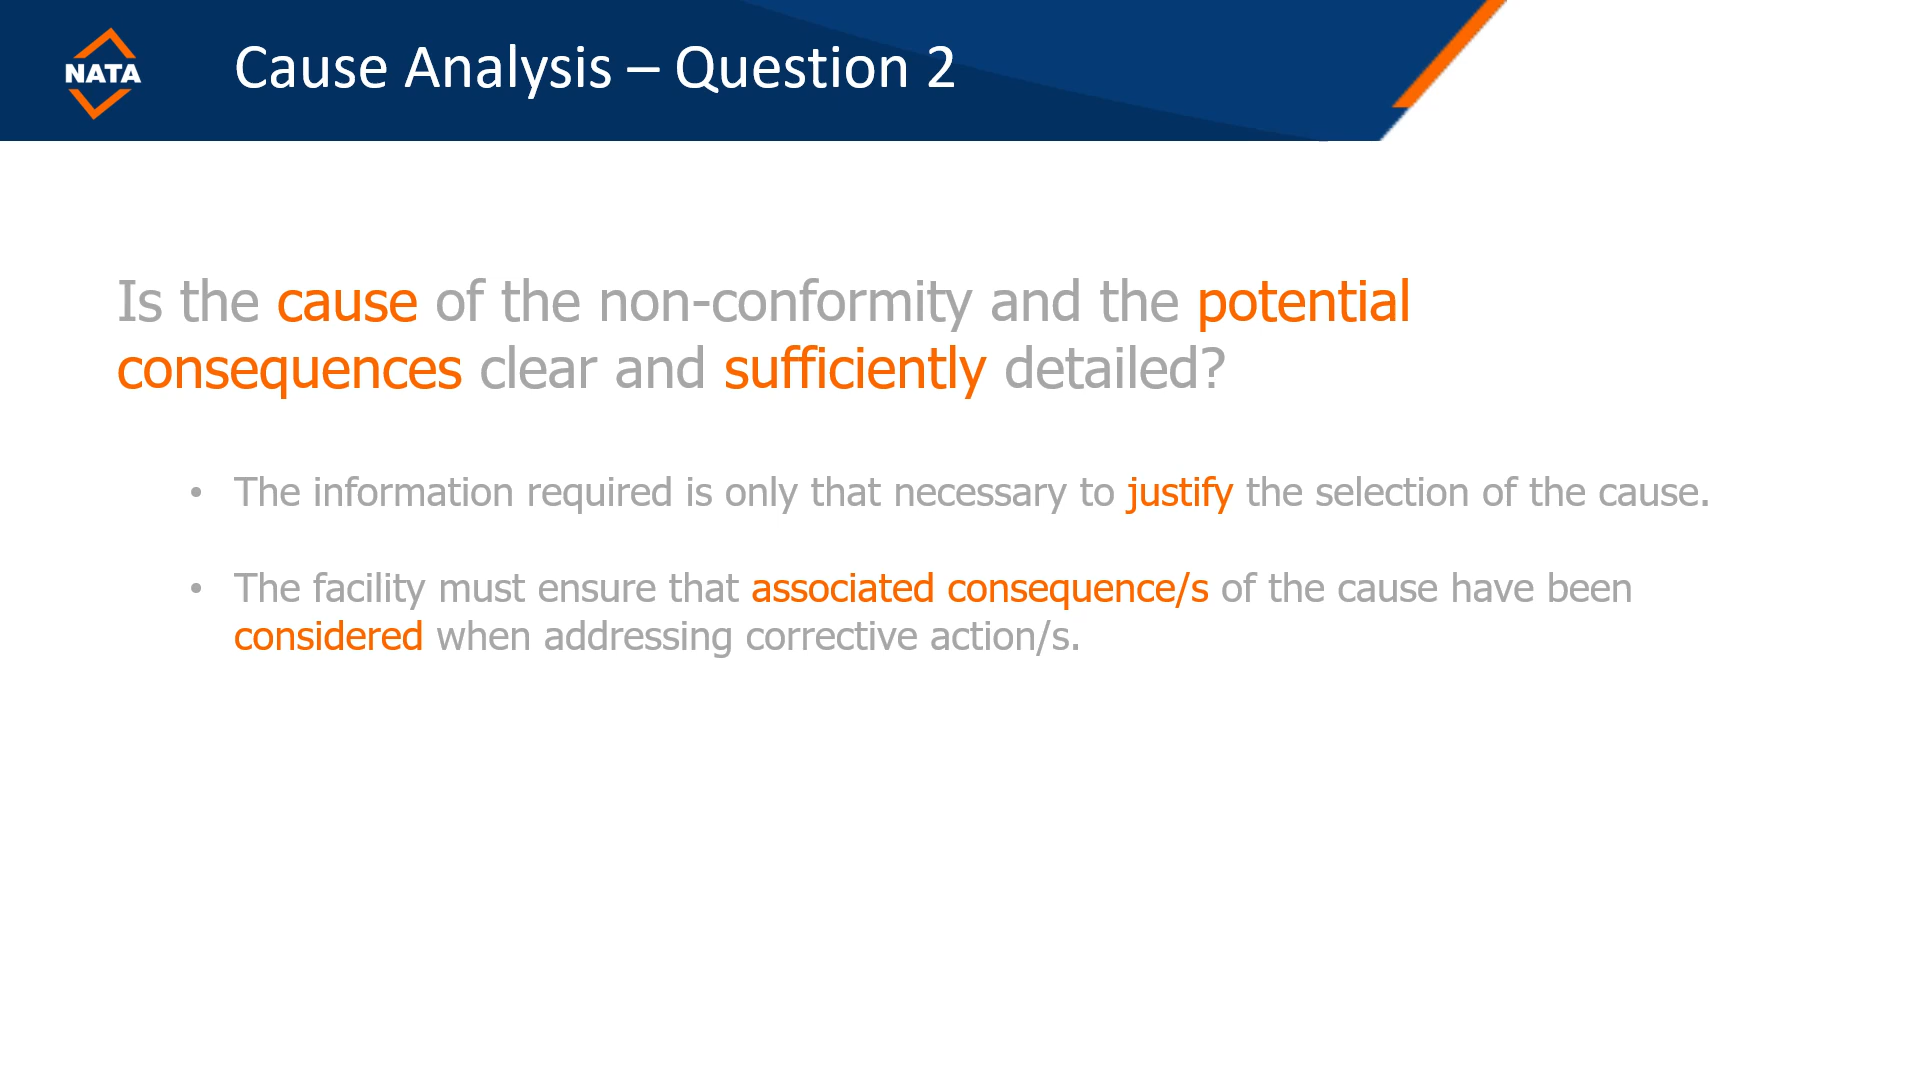 NATA
Cause Analysis – Question 2
Is the cause of the non-conformity and the potential
consequences clear and sufficiently detailed?
• The information required is only that necessary to justify the selection of the cause.
• The facility must ensure that associated consequence/s of the cause have been
considered when addressing corrective action/s.